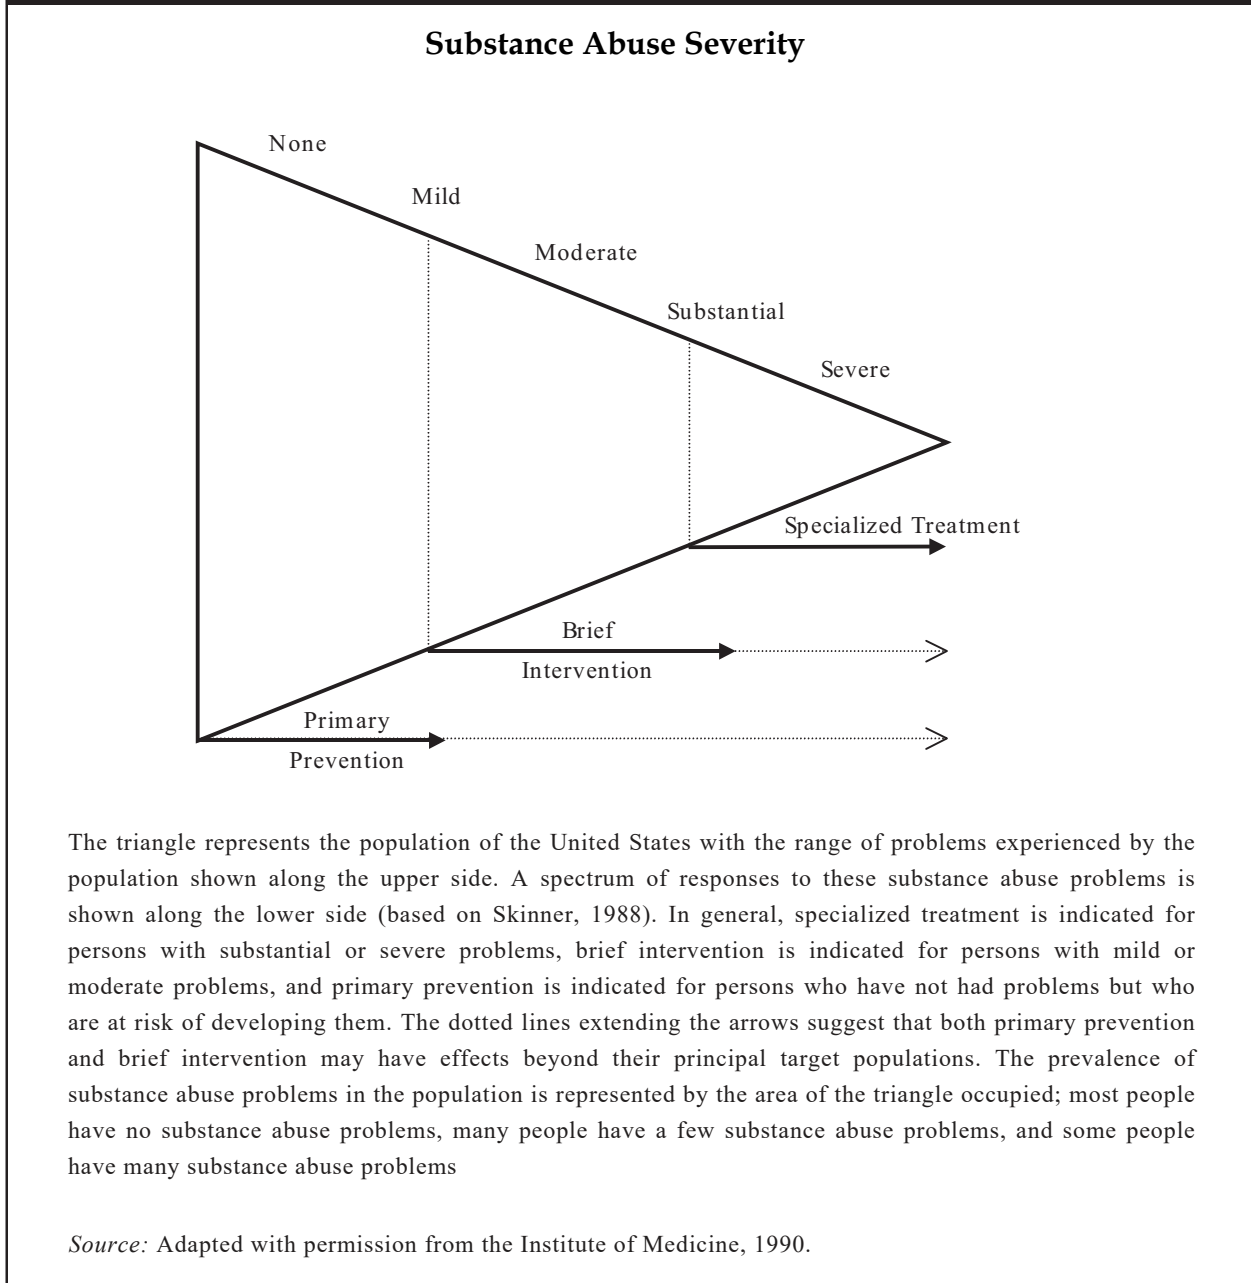 Substance Abuse Severity
None
Mild
Moderate
Substantial
Severe
Specialized Treatment
Brief
Intervention
Primary
Prevention
The triangle represents the population of the United States with the range of problems experienced by the
population shown along the upper side. A spectrum of responses to these substance abuse problems is
shown along the lower side (based on Skinner, 1988). In general, specialized treatment is indicated for
persons with substantial or severe problems, brief intervention is indicated for persons with mild or
moderate problems, and primary prevention is indicated for persons who have not had problems but who
are at risk of developing them. The dotted lines extending the arrows suggest that both primary prevention
and brief intervention may have effects beyond their principal target populations. The prevalence of
substance abuse problems in the population is represented by the area of the triangle occupied; most people
have no substance abuse problems, many people have a few substance abuse problems, and some people
have many substance abuse problems
Source: Adapted with permission from the Institute of Medicine, 1990.